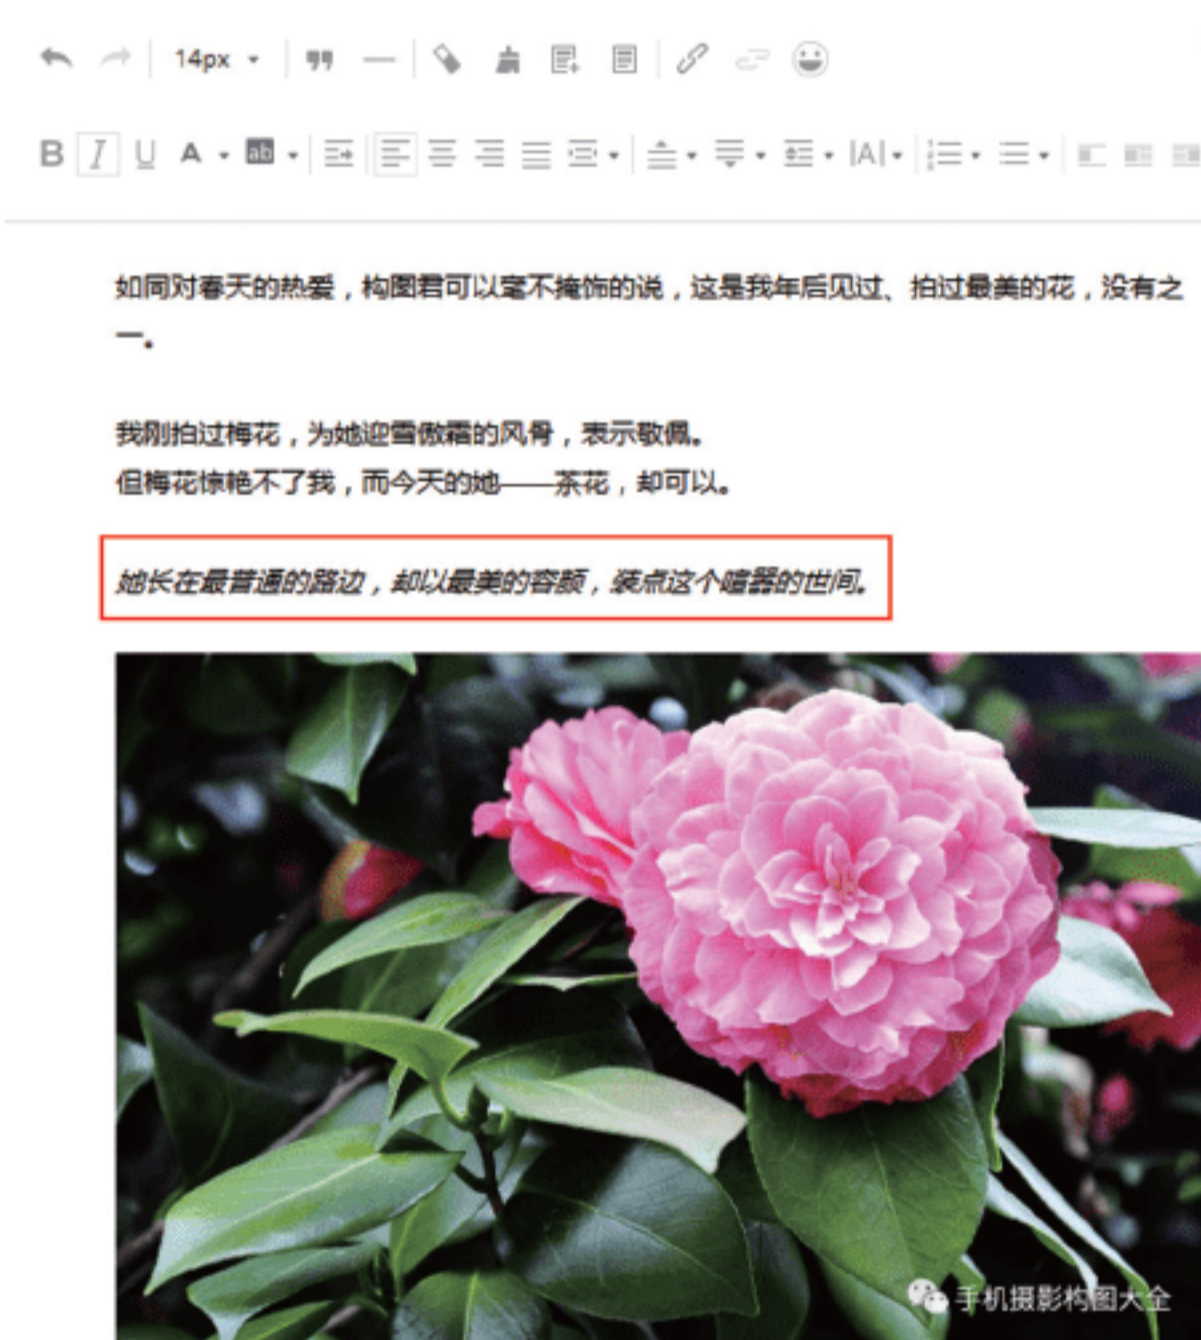 14px
B I U A ab |A|
如同对春天的热爱，构图君可以毫不掩饰的说，这是我年后见过、拍过最美的花，没有之
一。
我刚拍过梅花，为她迎雪傲霜的风骨，表示敬佩。
但梅花惊艳不了我，而今天的她——茶花，却可以。
她长在最普通的路边，却以最美的容颜，装点这个喧嚣的世间。
手机摄影构图大全